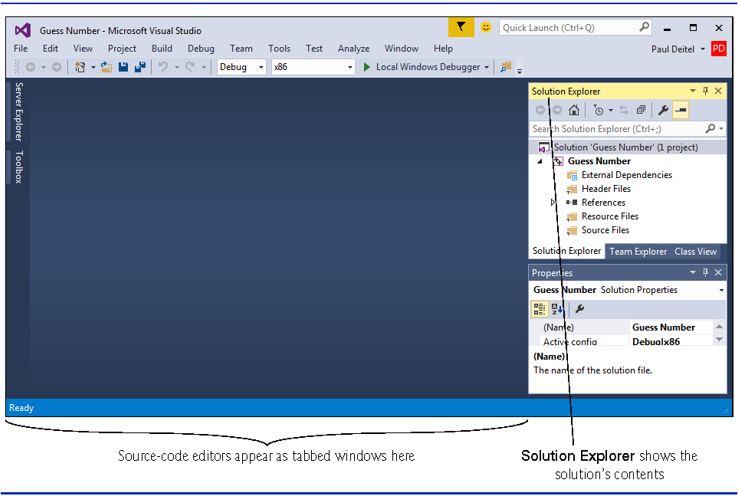 Guess Number - Microsoft Visual Studio
Quick Launch (Ctrl+Q)
File Edit View Project Build Debug Team Tools Test Analyze Window Help
Paul Deitel PD
Debug x86 Local Windows Debugger
Server Explorer
Toolbox
Solution Explorer
Search Solution Explorer (Ctrl+;)
Solution 'Guess Number' (1 project)
Guess Number
External Dependencies
Header Files
References
Resource Files
Source Files
Solution Explorer Team Explorer Class View
Properties
Guess Number Solution Properties
(Name) Guess Number
Active config Debug|x86
(Name)
The name of the solution file.
Ready
Source-code editors appear as tabbed windows here
Solution Explorer shows the
solution's contents